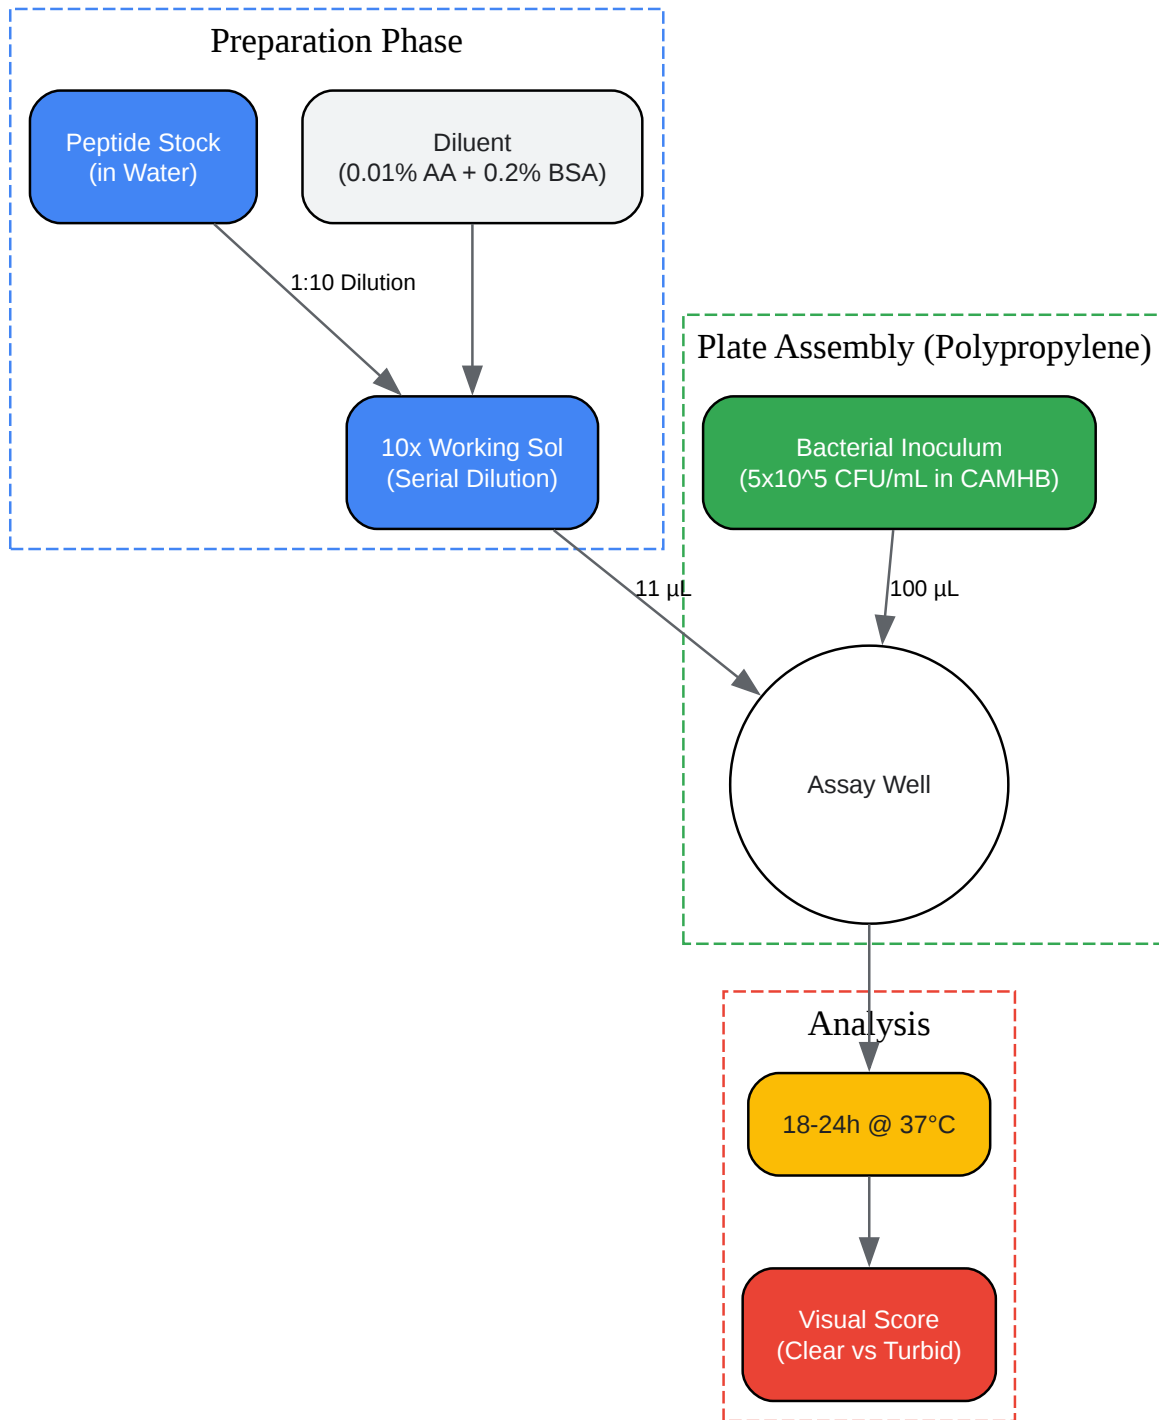 Preparation Phase
Peptide Stock
(in Water)
Diluent
(0.01% AA + 0.2% BSA)
1:10 Dilution
10x Working Sol
(Serial Dilution)
Plate Assembly (Polypropylene)
Bacterial Inoculum
(5x10^5 CFU/mL in CAMHB)
11 µL
100 µL
Assay Well
Analysis
18-24h @ 37°C
Visual Score
(Clear vs Turbid)